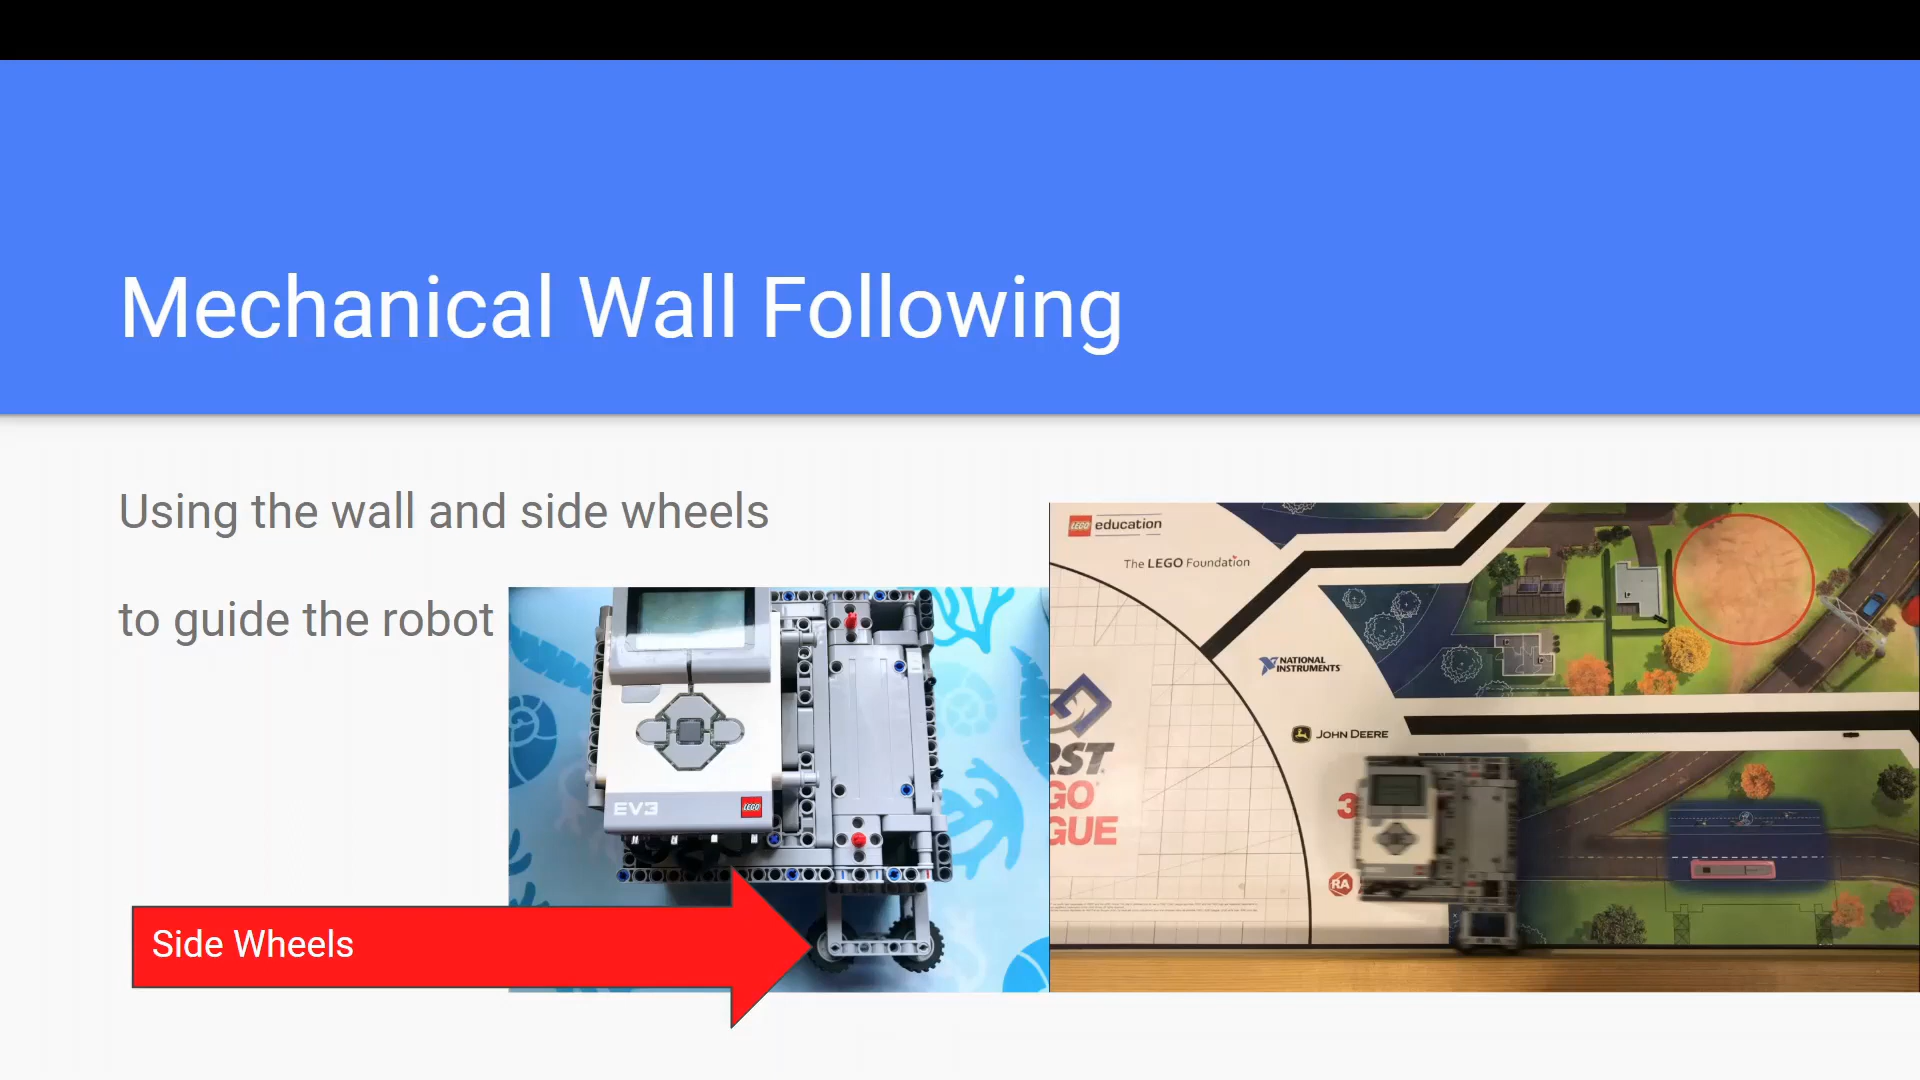 Mechanical Wall Following
Using the wall and side wheels
to guide the robot
LEGO education
The LEGO Foundation
NATIONAL
INSTRUMENTS
JOHN DEERE
RST
GO
GUE
3
RA
EV3
LEGO
Side Wheels